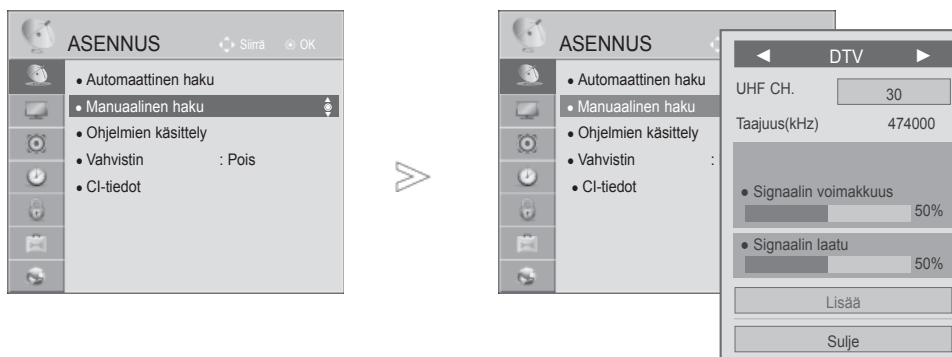 ASENNUS Siirrä OK
• Automaattinen haku
• Manuaalinen haku
• Ohjelmien käsittely
• Vahvistin : Pois
• CI-tiedot
ASENNUS
• Automaattinen haku
• Manuaalinen haku
• Ohjelmien käsittely
• Vahvistin :
• CI-tiedot
◄ DTV ►
UHF CH. 30
Taajuus(kHz) 474000
• Signaalin voimakkuus
50%
• Signaalin laatu
50%
Lisää
Sulje